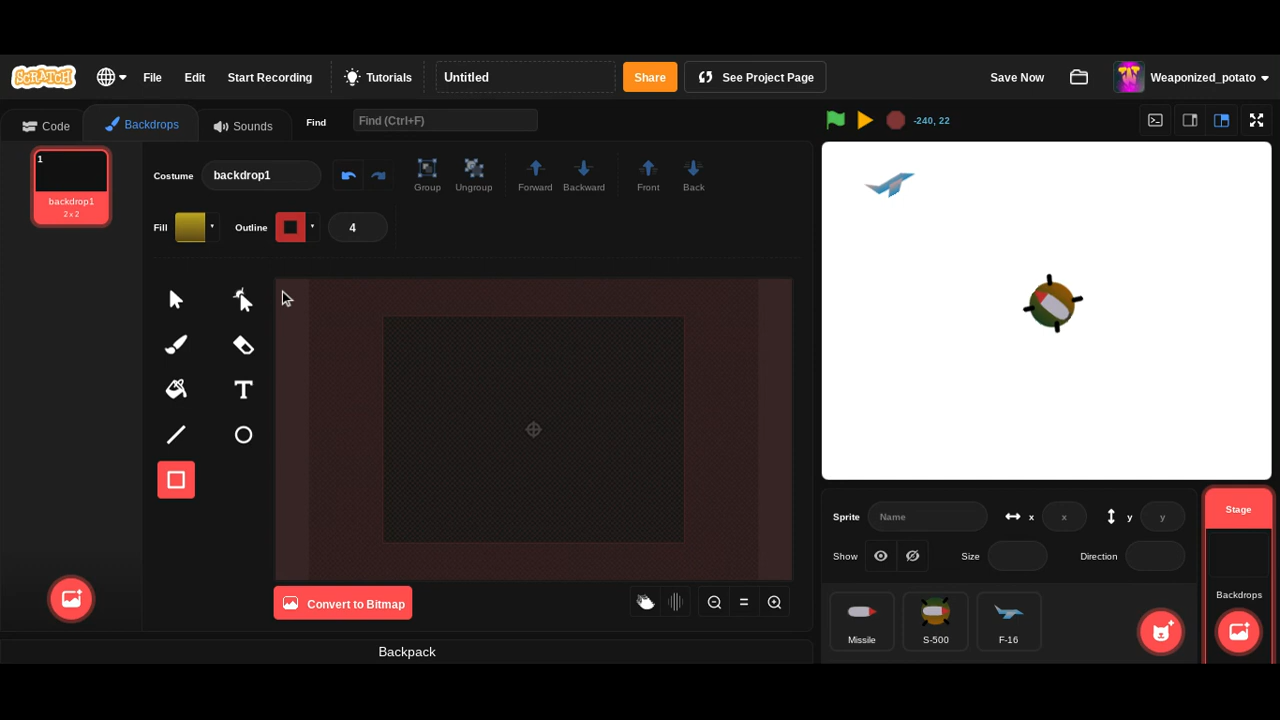 SCRATCH File Edit Start Recording Tutorials Untitled Share See Project Page Save Now Weaponized_potato
Code Backdrops Sounds Find Find (Ctrl+F) -240, 22
1
backdrop1
2 x 2
Costume backdrop1 Group Ungroup Forward Backward Front Back
Fill Outline 4
Convert to Bitmap
Backpack
Sprite Name x x y y
Show Size Direction
Missile S-500 F-16
Stage
Backdrops